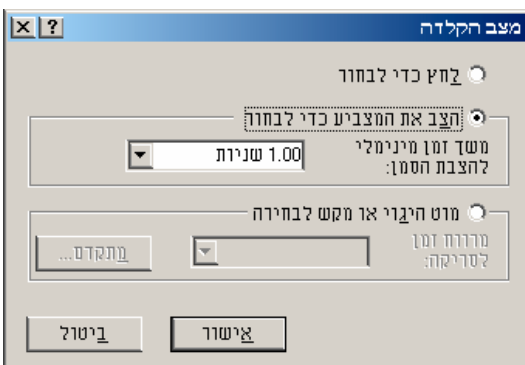 מצב הקלדה
לחץ כדי לבחור
הצב את המצביע כדי לבחור
משך זמן מינימלי
להצבת הסמן:
1.00 שניות
מוט היגוי או מקש לבחירה
מרווח זמן
לסריקה:
מתקדם...
אישור
ביטול